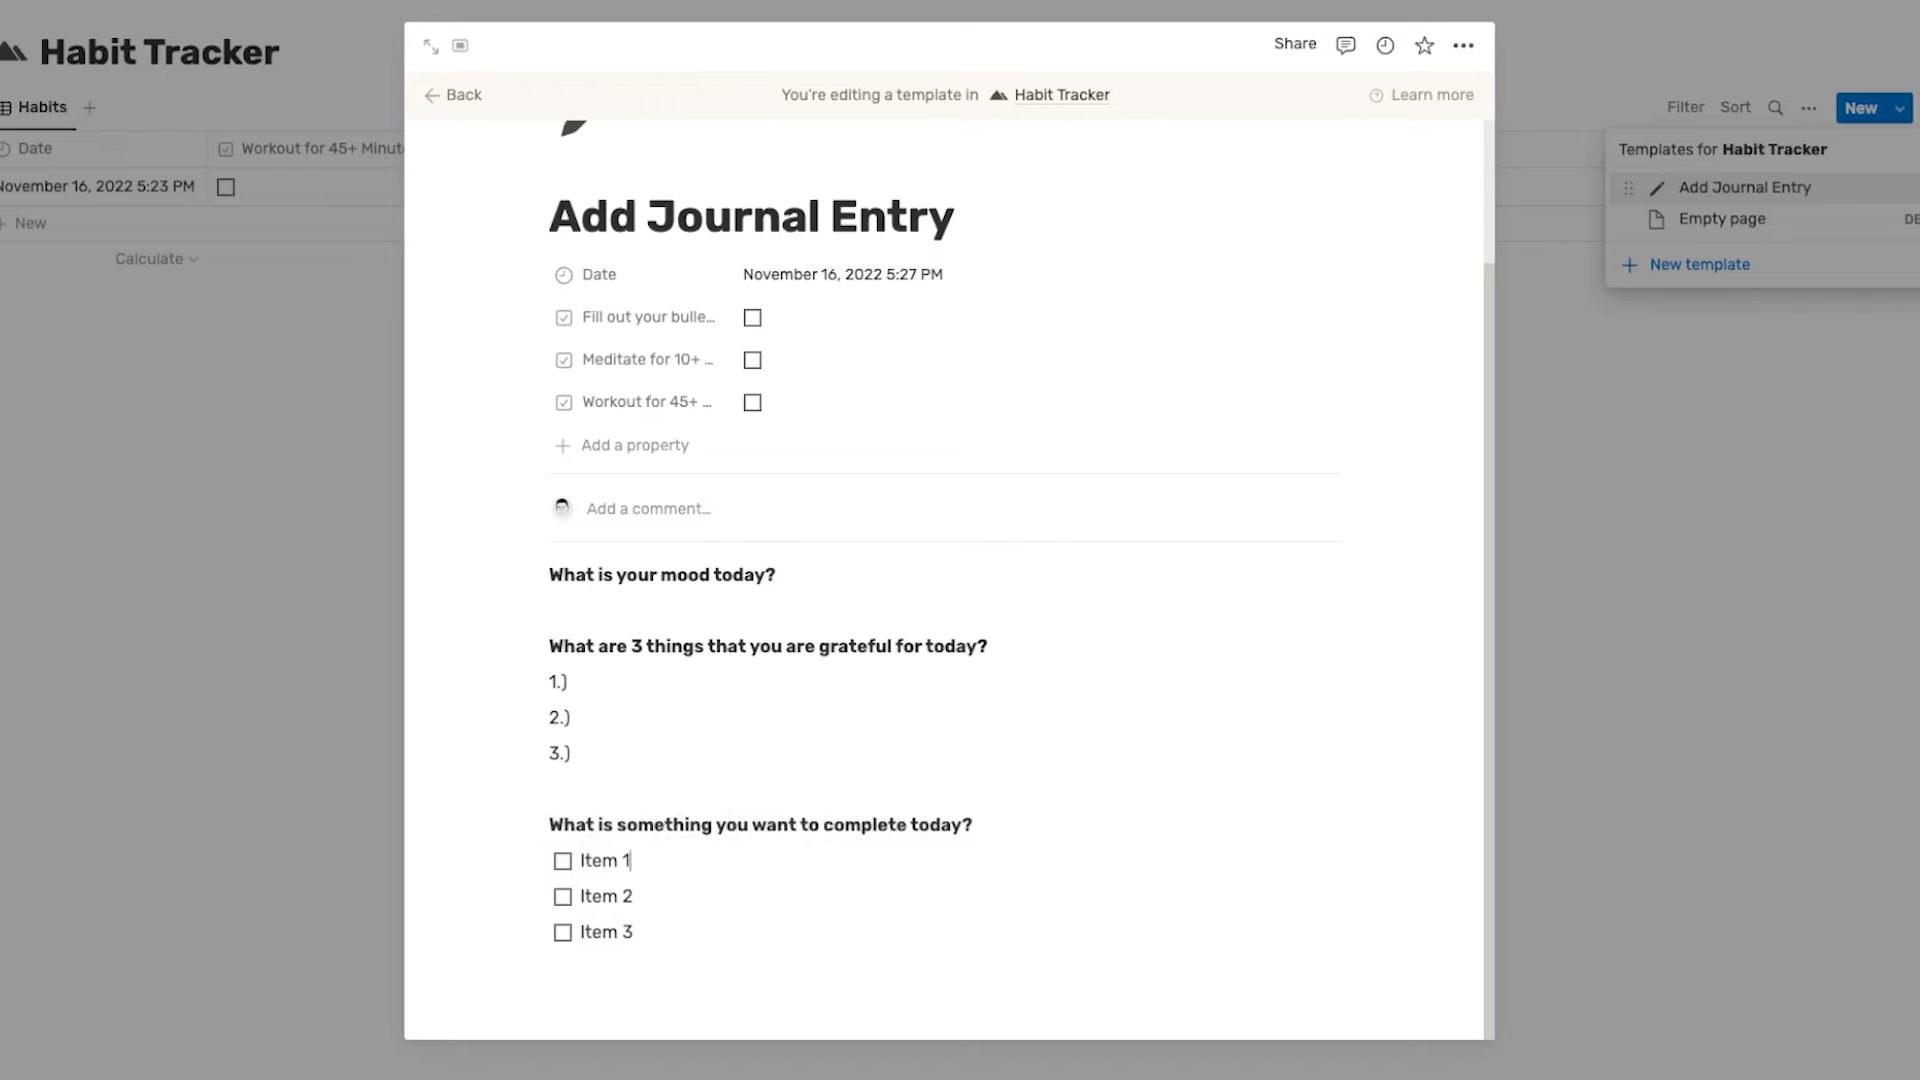 Habit Tracker
Habits
Filter Sort
New
Date
Workout for 45+ Minut
November 16, 2022 5:23 PM
New
Calculate
Share
Back
You're editing a template in Habit Tracker
Learn more
Add Journal Entry
Date November 16, 2022 5:27 PM
Fill out your bulle...
Meditate for 10+ ...
Workout for 45+ ...
Add a property
Add a comment...
What is your mood today?
What are 3 things that you are grateful for today?
1.)
2.)
3.)
What is something you want to complete today?
Item 1
Item 2
Item 3
Templates for Habit Tracker
Add Journal Entry
Empty page DE
New template